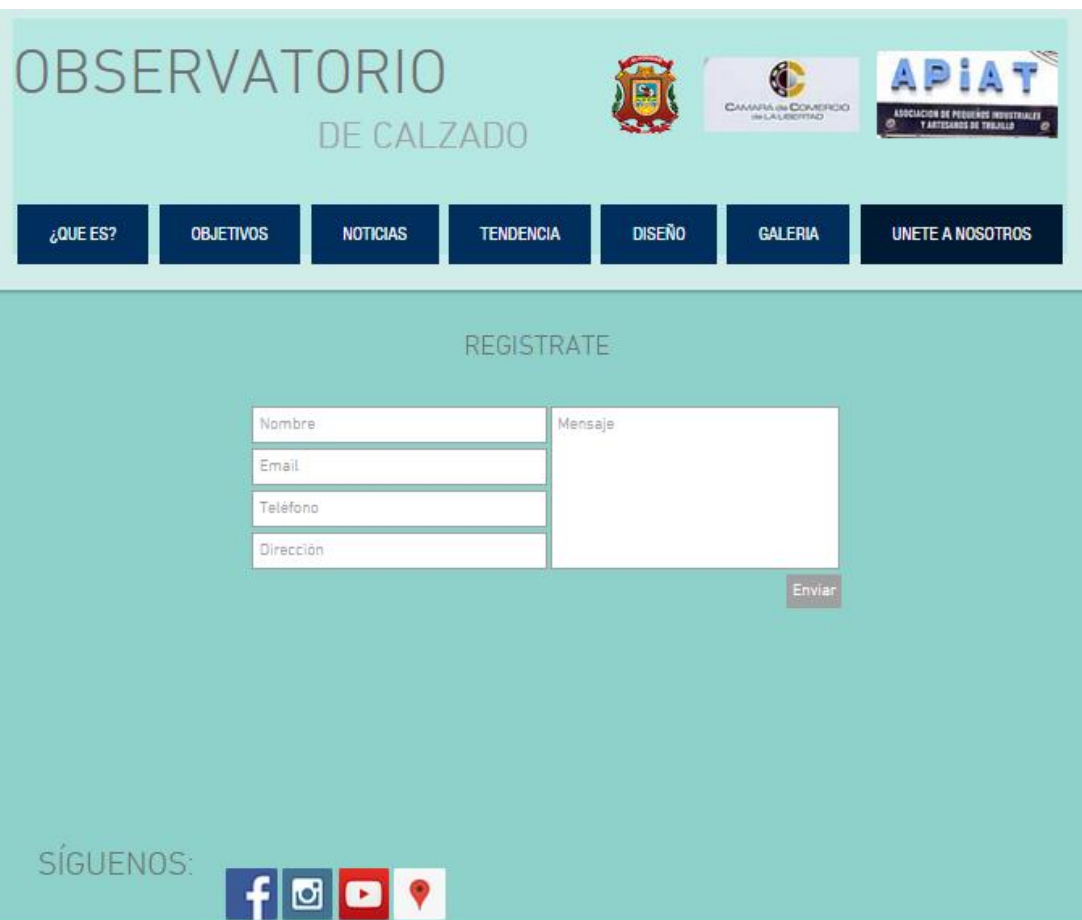 OBSERVATORIO
DE CALZADO
CAMARA de COMERCIO
de LA LIBERTAD
APiAT
ASOCIACION DE PEQUEÑOS INDUSTRIALES
Y ARTESANOS DE TRUJILLO
¿QUE ES?
OBJETIVOS
NOTICIAS
TENDENCIA
DISEÑO
GALERIA
UNETE A NOSOTROS
REGISTRATE
Nombre
Mensaje
Email
Teléfono
Dirección
Enviar
SÍGUENOS: